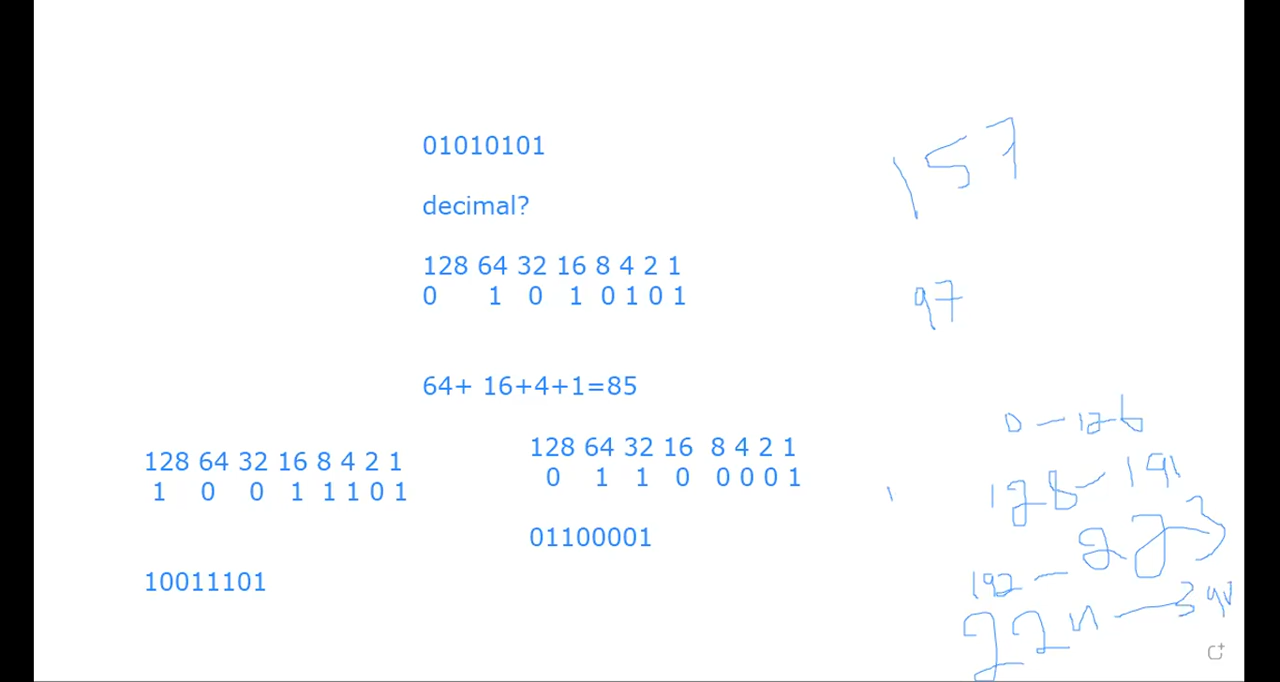 01010101
decimal?
128 64 32 16 8 4 2 1
0 1 0 1 0 1 0 1
64+ 16+4+1=85
128 64 32 16 8 4 2 1
1 0 0 1 1 1 0 1
10011101
128 64 32 16 8 4 2 1
0 1 1 0 0 0 0 1
01100001
157
97
0 - 126
128 - 191
192 - 223